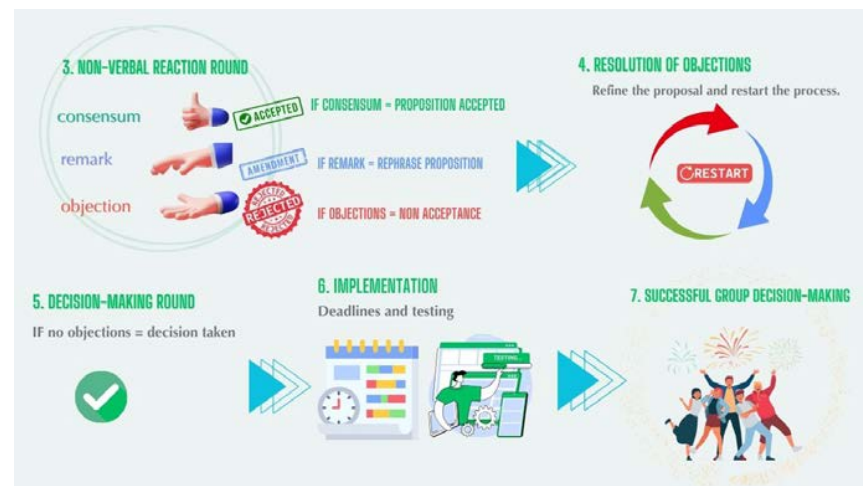 3. NON-VERBAL REACTION ROUND
consensum
ACCEPTED
IF CONSENSUM = PROPOSITION ACCEPTED
remark
AMENDMENT
IF REMARK = REPHRASE PROPOSITION
objection
REJECTED
REJECTED
REJECTED
IF OBJECTIONS = NON ACCEPTANCE
4. RESOLUTION OF OBJECTIONS
Refine the proposal and restart the process.
RESTART
5. DECISION-MAKING ROUND
IF no objections = decision taken
6. IMPLEMENTATION
Deadlines and testing
TESTING...
7. SUCCESSFUL GROUP DECISION-MAKING